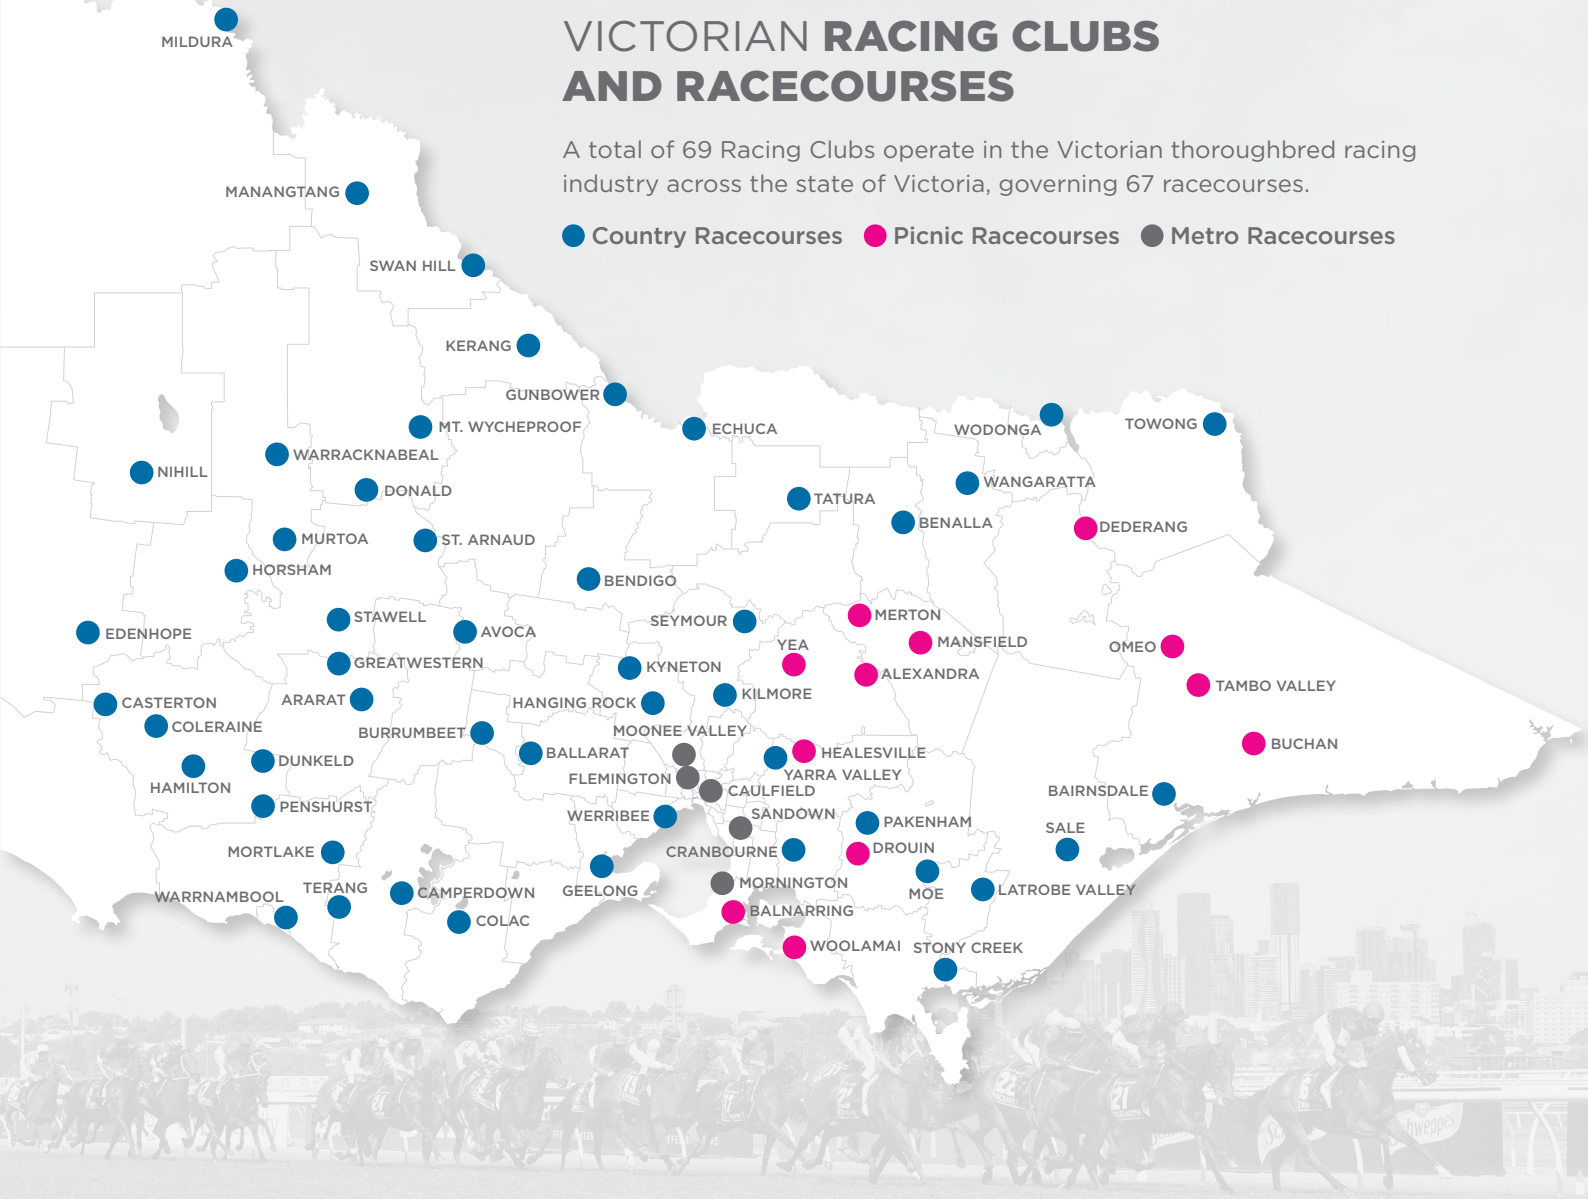 VICTORIAN RACING CLUBS
AND RACECOURSES
A total of 69 Racing Clubs operate in the Victorian thoroughbred racing
industry across the state of Victoria, governing 67 racecourses.
Country Racecourses Picnic Racecourses Metro Racecourses
MILDURA
MANANGTANG
SWAN HILL
KERANG
GUNBOWER
MT. WYCHEPROOF
ECHUCA
WODONGA
TOWONG
WARRACKNABEAL
NIHILL
DONALD
TATURA
WANGARATTA
BENALLA
DEDERANG
MURTOA
ST. ARNAUD
HORSHAM
BENDIGO
STAWELL
AVOCA
SEYMOUR
MERTON
EDENHOPE
YEA
MANSFIELD
OMEO
GREATWESTERN
KYNETON
ALEXANDRA
TAMBO VALLEY
CASTERTON
ARARAT
HANGING ROCK
KILMORE
COLERAINE
BURRUMBEET
MOONEE VALLEY
BUCHAN
DUNKELD
BALLARAT
HEALESVILLE
FLEMINGTON
YARRA VALLEY
HAMILTON
CAULFIELD
BAIRNSDALE
PENSHURST
WERRIBEE
SANDOWN
PAKENHAM
SALE
MORTLAKE
CRANBOURNE
DROUIN
TERANG
CAMPERDOWN
GEELONG
MORNINGTON
MOE
LATROBE VALLEY
WARRNAMBOOL
COLAC
BALNARRING
WOOLAMAI
STONY CREEK
22
21
Schweppes